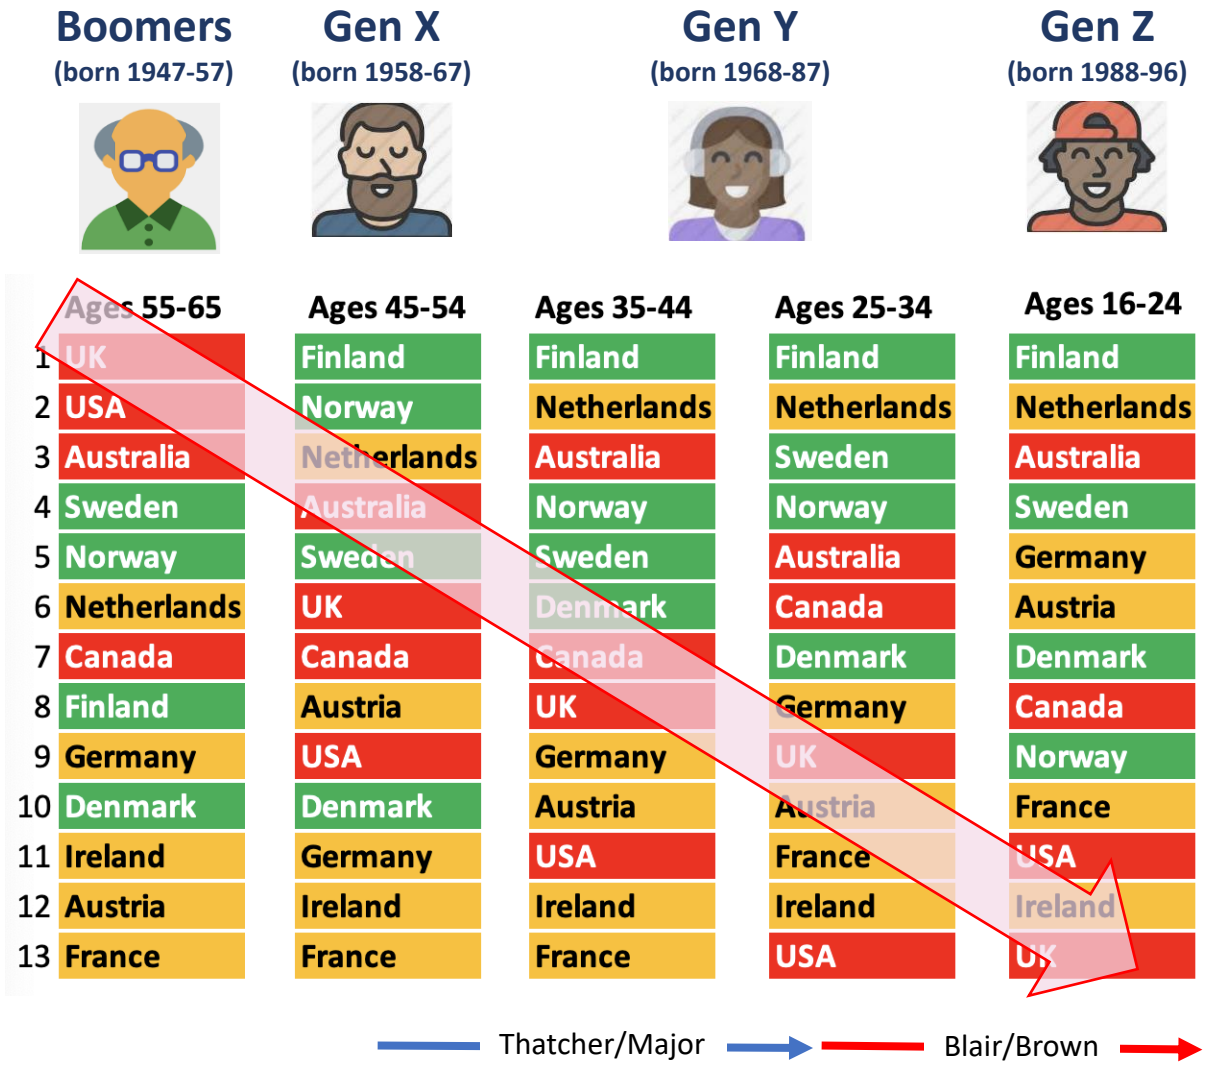 Boomers Gen X Gen Y Gen Z
(born 1947-57) (born 1958-67) (born 1968-87) (born 1988-96)
Ages 55-65 Ages 45-54 Ages 35-44 Ages 25-34 Ages 16-24
1 UK Finland Finland Finland Finland
2 USA Norway Netherlands Netherlands Netherlands
3 Australia Netherlands Australia Sweden Australia
4 Sweden Australia Norway Norway Sweden
5 Norway Sweden Sweden Australia Germany
6 Netherlands UK Denmark Canada Austria
7 Canada Canada Canada Denmark Denmark
8 Finland Austria UK Germany Canada
9 Germany USA Germany UK Norway
10 Denmark Denmark Austria Austria France
11 Ireland Germany USA France USA
12 Austria Ireland Ireland Ireland Ireland
13 France France France USA UK
Thatcher/Major Blair/Brown